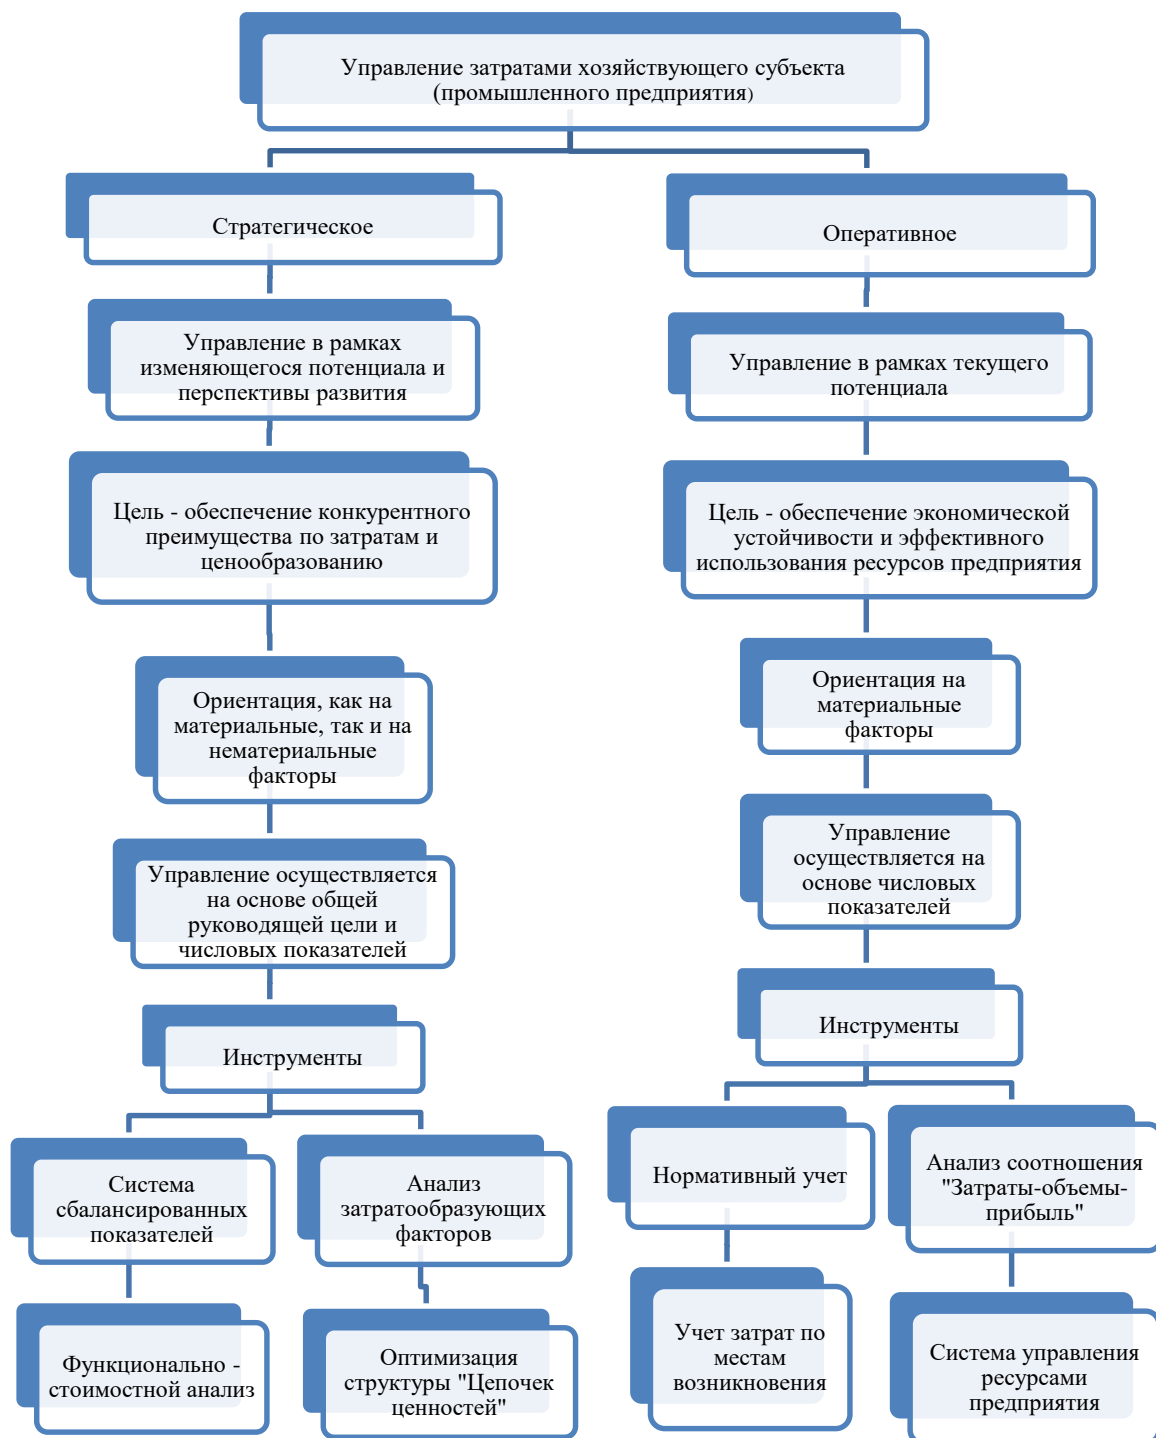 Управление затратами хозяйствующего субъекта
(промышленного предприятия)
Стратегическое
Оперативное
Управление в рамках
изменяющегося потенциала и
перспективы развития
Управление в рамках текущего
потенциала
Цель - обеспечение конкурентного
преимущества по затратам и
ценообразованию
Цель - обеспечение экономической
устойчивости и эффективного
использования ресурсов предприятия
Ориентация, как на
материальные, так и на
нематериальные
факторы
Ориентация на
материальные
факторы
Управление осуществляется
на основе общей
руководящей цели и
числовых показателей
Управление
осуществляется на
основе числовых
показателей
Инструменты
Инструменты
Система
сбалансированных
показателей
Анализ
затратообразующих
факторов
Нормативный учет
Анализ соотношения
"Затраты-объемы-
прибыль"
Функционально -
стоимостной анализ
Оптимизация
структуры "Цепочек
ценностей"
Учет затрат по
местам
возникновения
Система управления
ресурсами
предприятия